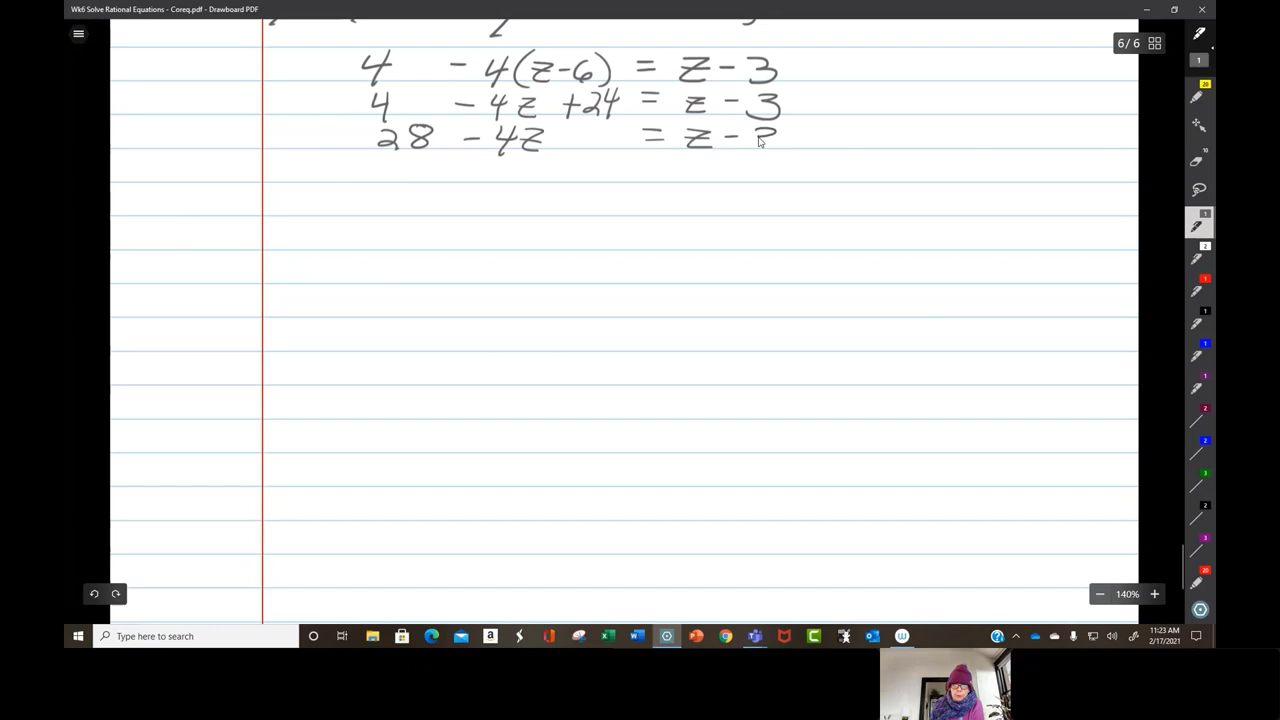 Wk6 Solve Rational Equations - Coreq.pdf - Drawboard PDF
6/6
4 - 4(z-6) = z - 3
4 - 4z + 24 = z - 3
28 - 4z = z - 3
140%
Type here to search
11:23 AM
2/17/2021